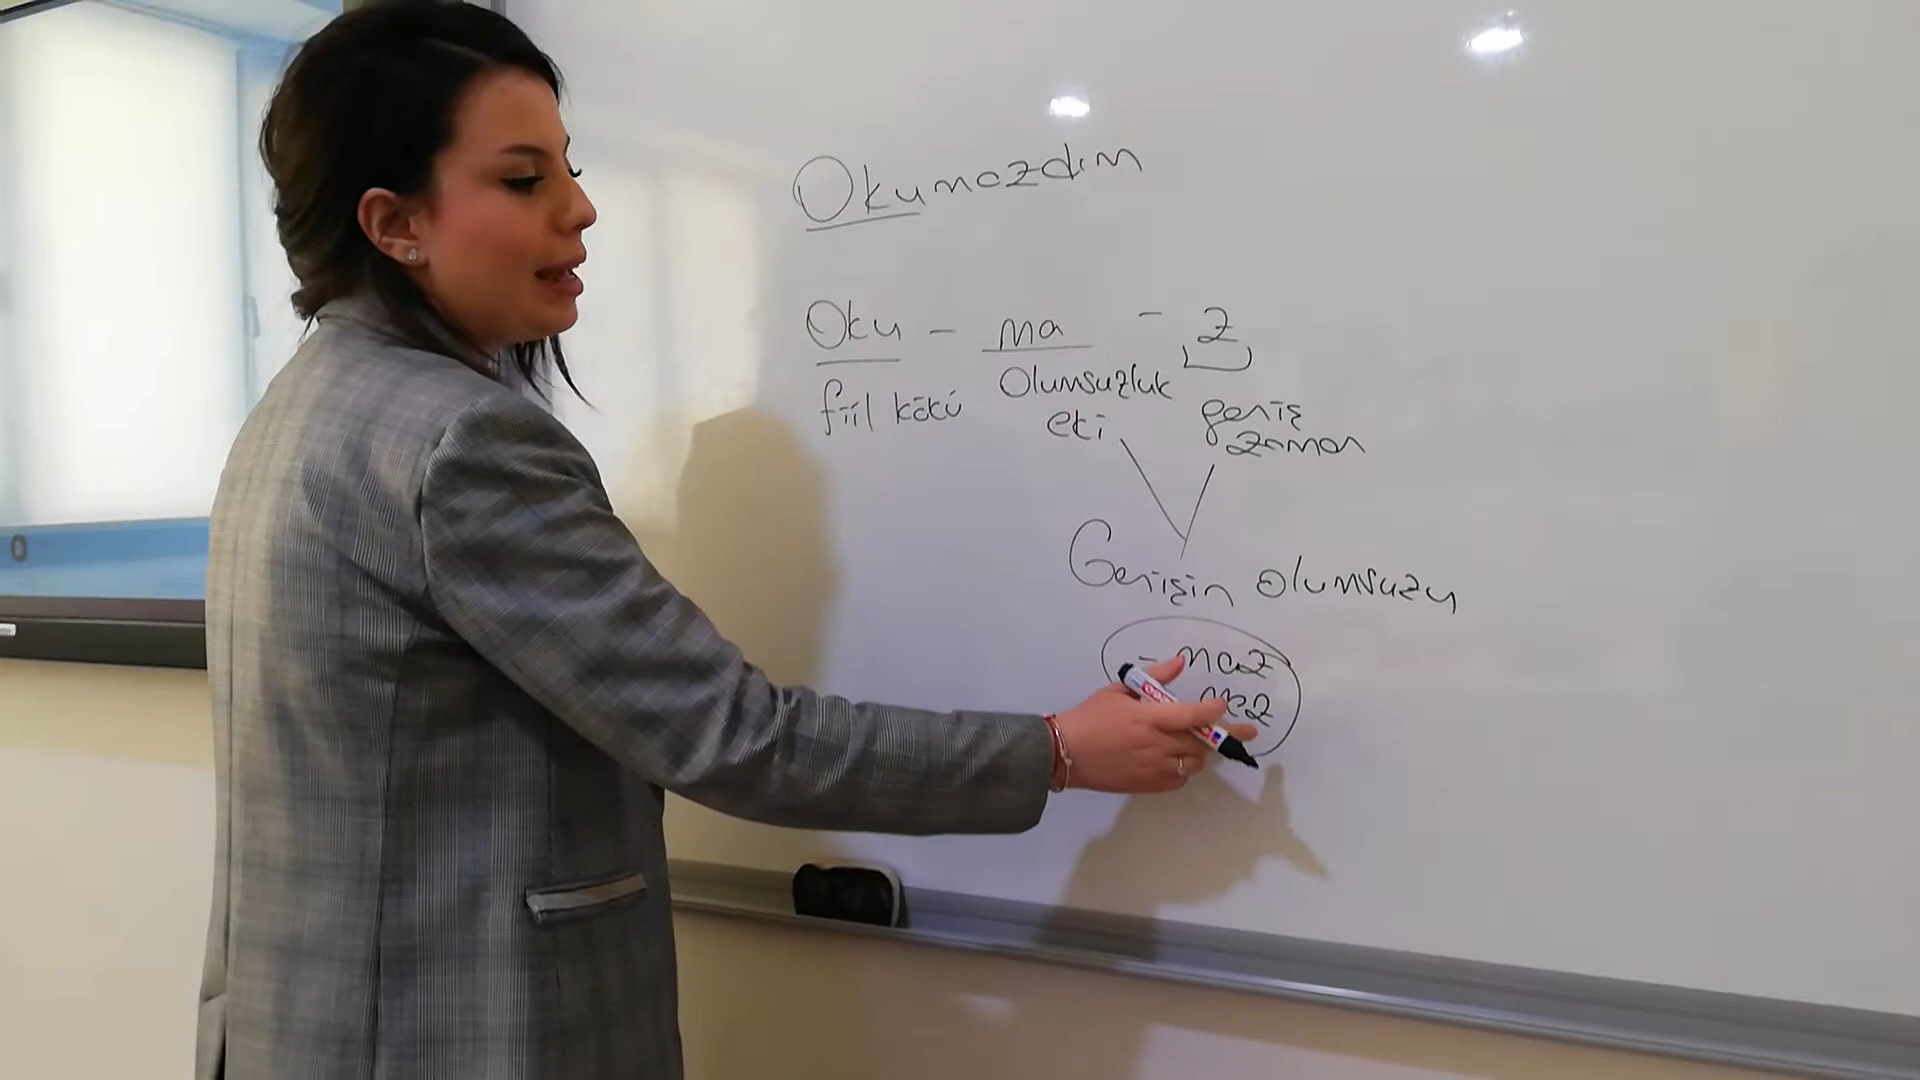 Okumazdım
Oku - ma - z
fiil kökü
Olumsuzluk
eki
geniş
zaman
Genişin olumsuzu
- maz
mez